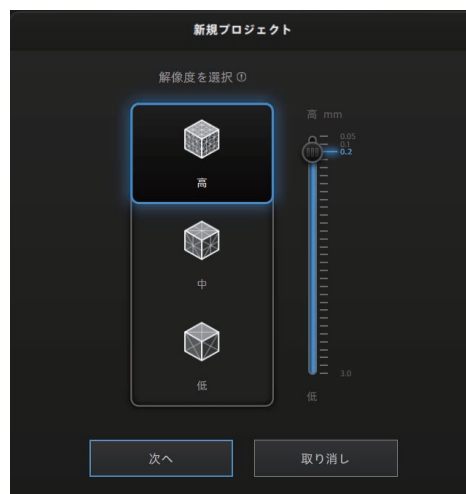 新規プロジェクト
解像度を選択 ①
高 mm
0.05
0.1
0.2
高
中
低
3.0
低
次へ
取り消し